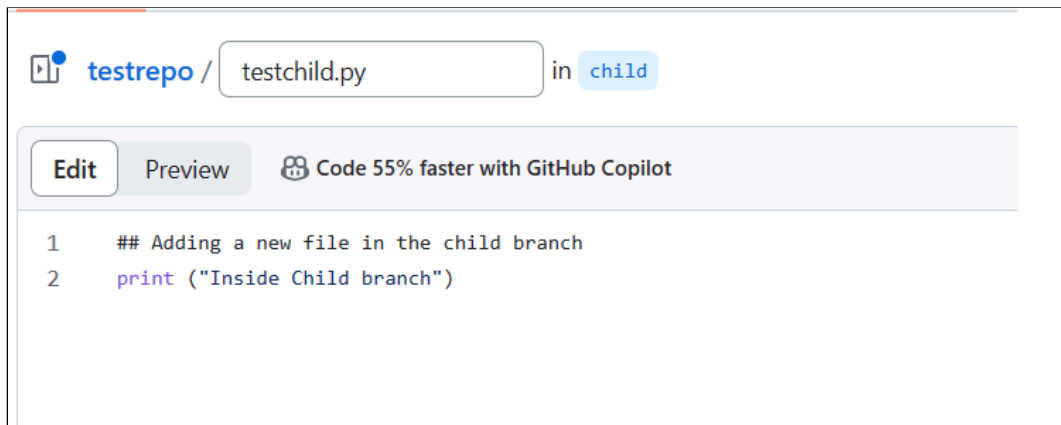 testrepo / testchild.py in child
Edit Preview Code 55% faster with GitHub Copilot
1 ## Adding a new file in the child branch
2 print ("Inside Child branch")